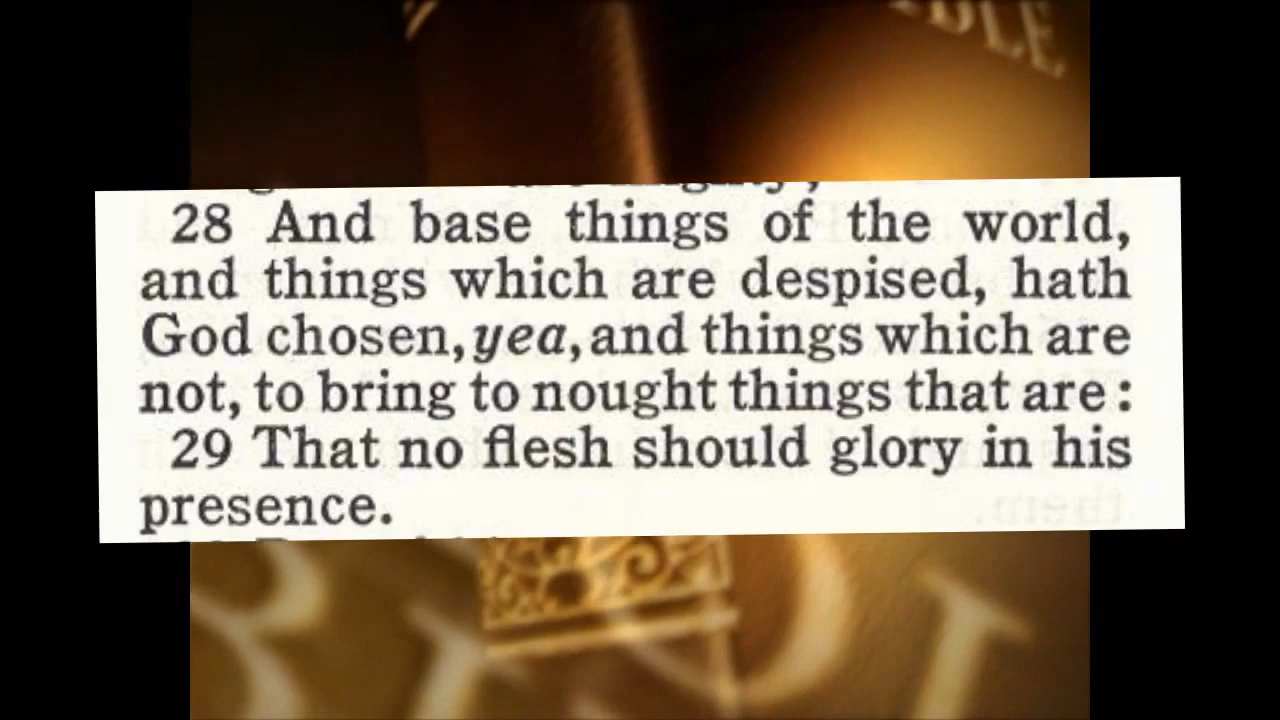 28 And base things of the world,
and things which are despised, hath
God chosen, yea, and things which are
not, to bring to nought things that are:
29 That no flesh should glory in his
presence.